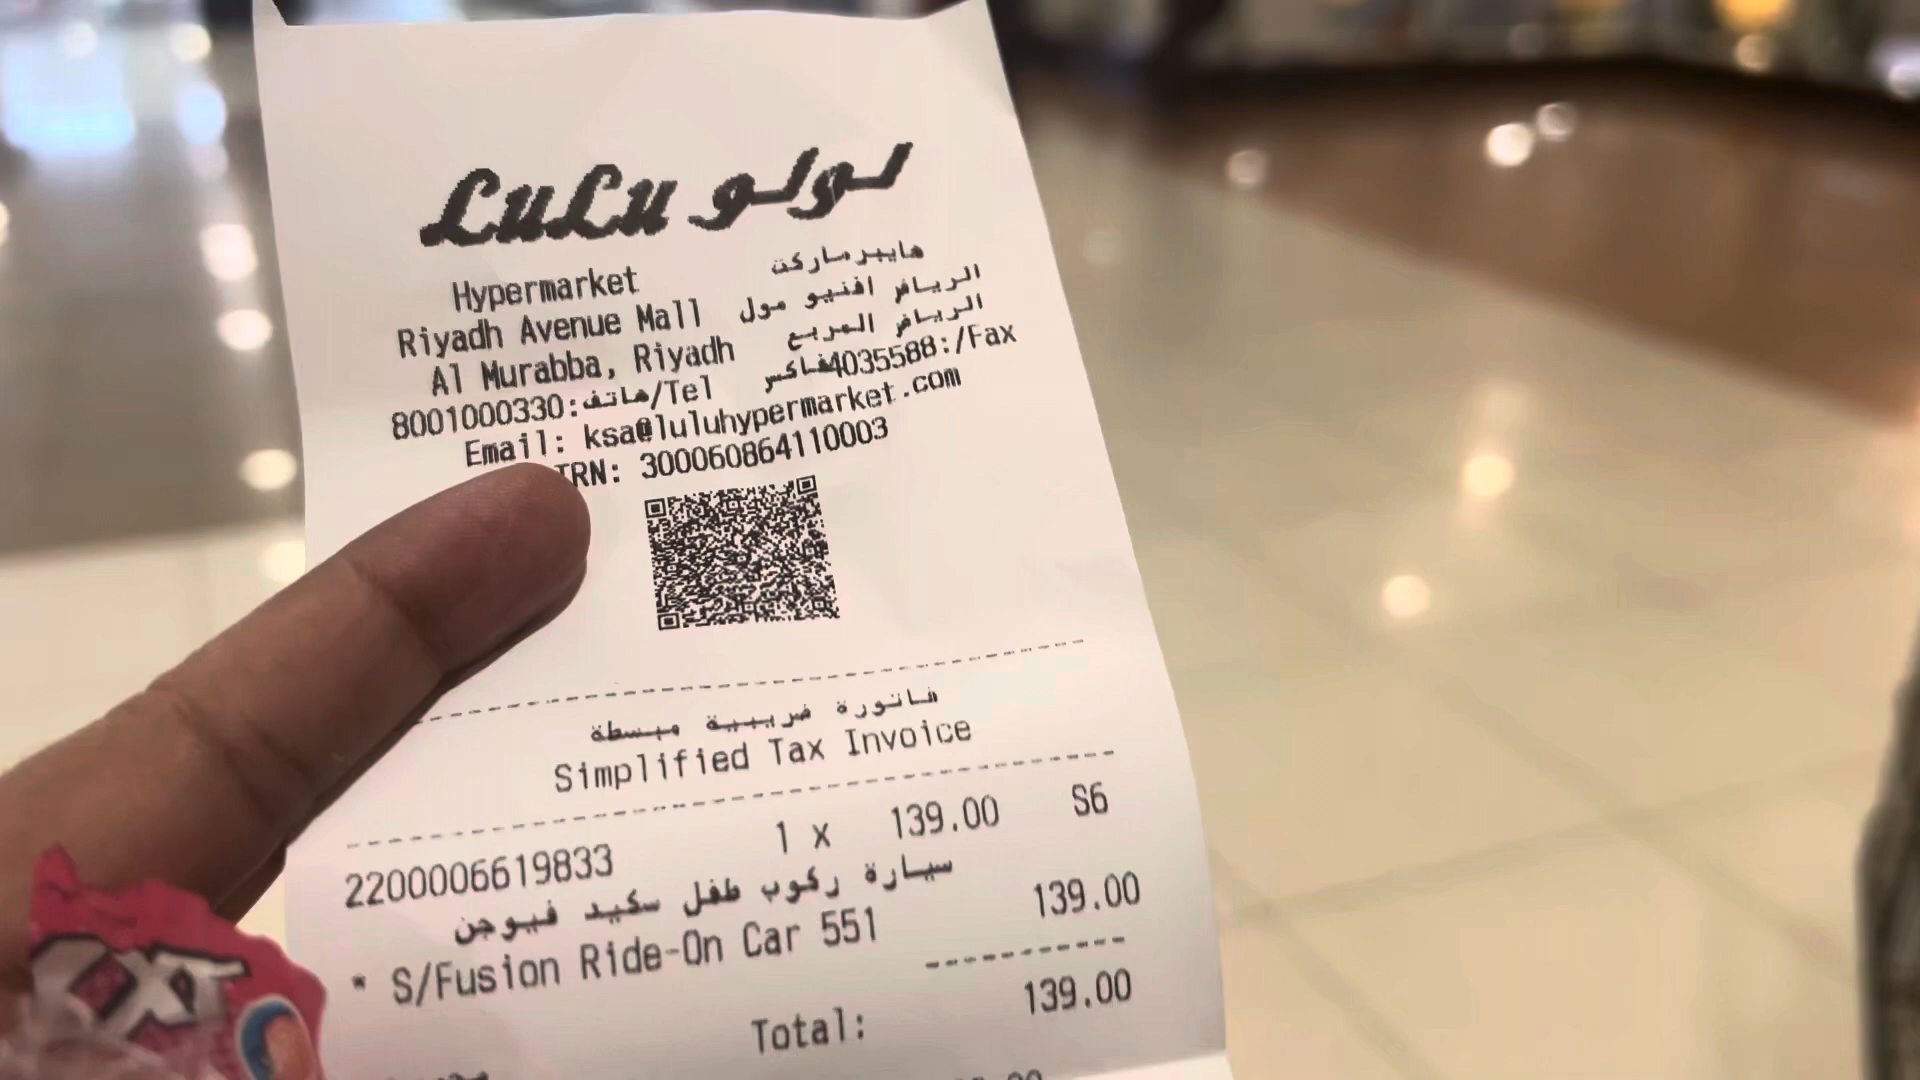 LuLu لولو
Hypermarket هايبرماركت
Riyadh Avenue Mall الرياض افنيو مول
Al Murabba, Riyadh الرياض المربع
8001000330:هاتف/Tel فاكس4035588:/Fax
Email: ksa@luluhypermarket.com
TRN: 300060864110003
فاتورة ضريبية مبسطة
Simplified Tax Invoice
2200006619833 1 x 139.00 S6
سيارة ركوب طفل سكيد فيوجن
* S/Fusion Ride-On Car 551 139.00
Total: 139.00